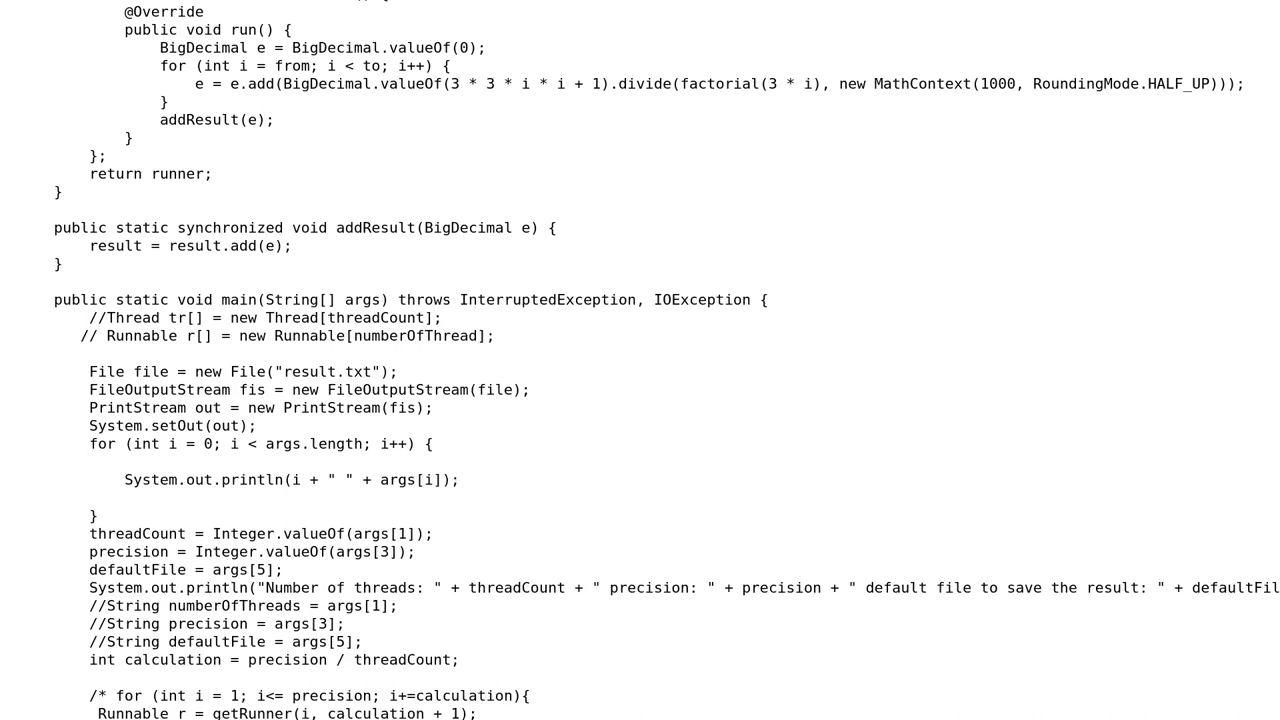 @Override
public void run() {
BigDecimal e = BigDecimal.valueOf(0);
for (int i = from; i < to; i++) {
e = e.add(BigDecimal.valueOf(3 * 3 * i * i + 1).divide(factorial(3 * i), new MathContext(1000, RoundingMode.HALF_UP)));
}
addResult(e);
}
};
return runner;
}
public static synchronized void addResult(BigDecimal e) {
result = result.add(e);
}
public static void main(String[] args) throws InterruptedException, IOException {
//Thread tr[] = new Thread[threadCount];
// Runnable r[] = new Runnable[numberOfThread];
File file = new File("result.txt");
FileOutputStream fis = new FileOutputStream(file);
PrintStream out = new PrintStream(fis);
System.setOut(out);
for (int i = 0; i < args.length; i++) {
System.out.println(i + " " + args[i]);
}
threadCount = Integer.valueOf(args[1]);
precision = Integer.valueOf(args[3]);
defaultFile = args[5];
System.out.println("Number of threads: " + threadCount + " precision: " + precision + " default file to save the result: " + defaultFil
//String numberOfThreads = args[1];
//String precision = args[3];
//String defaultFile = args[5];
int calculation = precision / threadCount;
/* for (int i = 1; i<= precision; i+=calculation){
Runnable r = getRunner(i, calculation + 1);